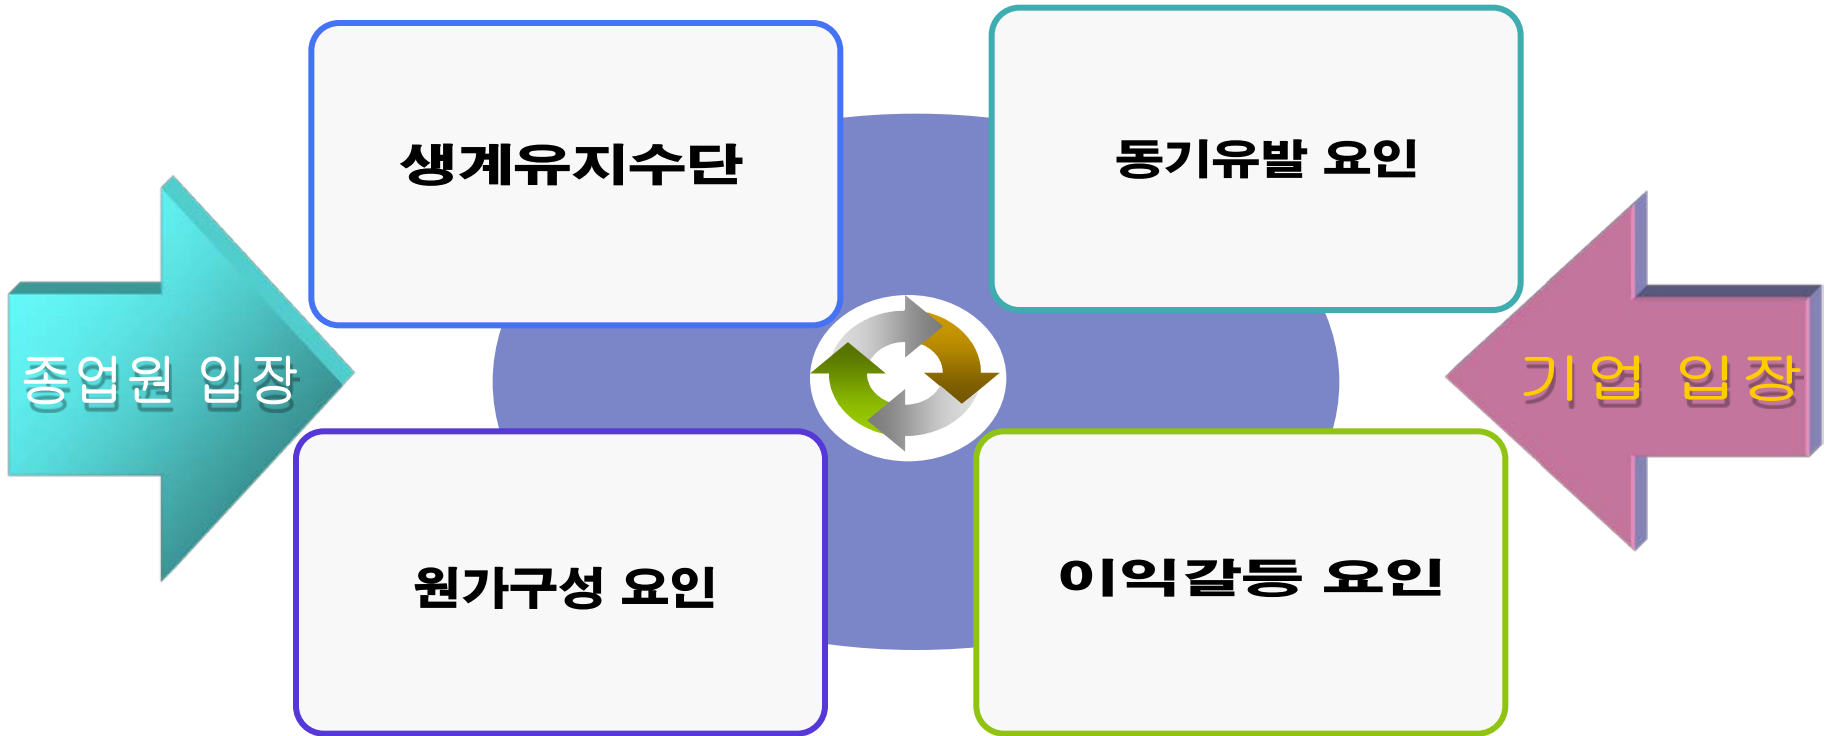 생계유지수단
동기유발 요인
종업원 입장
기업 입장
원가구성 요인
이익갈등 요인